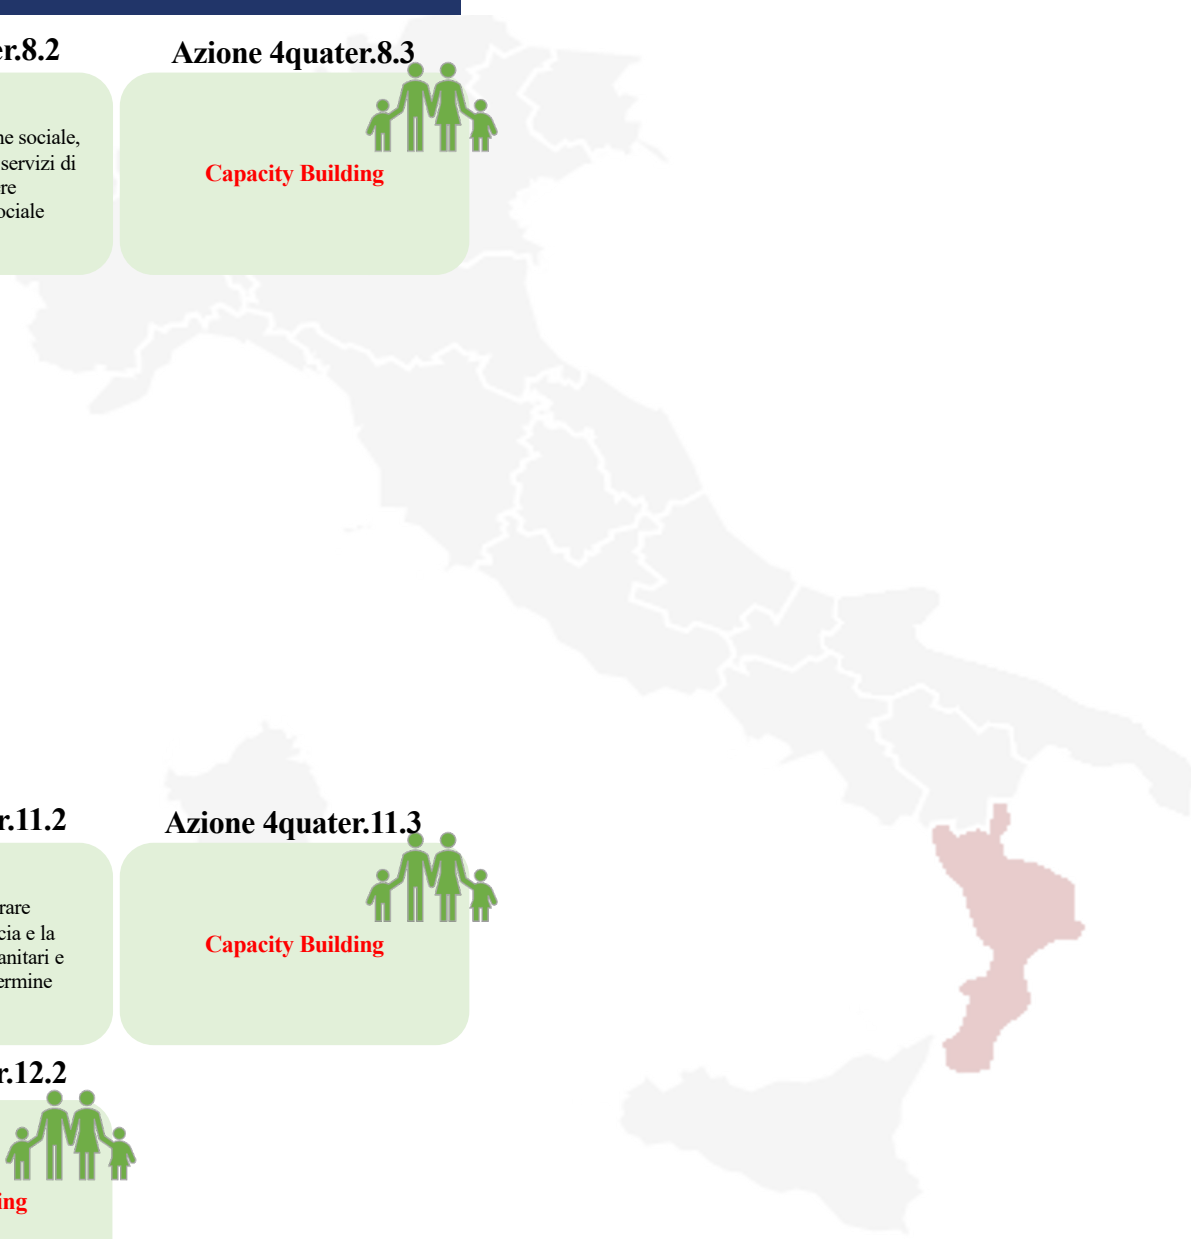 er.8.2
Azione 4quater.8.3
ne sociale,
servizi di
re
ociale
Capacity Building
r.11.2
Azione 4quater.11.3
rare
cia e la
anitari e
ermine
Capacity Building
r.12.2
ing